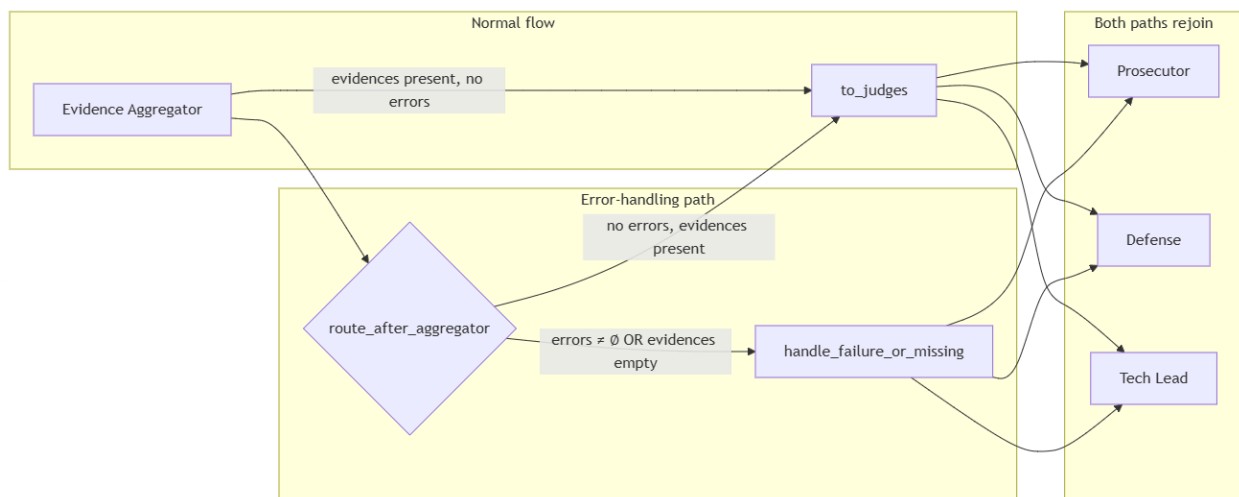 Normal flow
Both paths rejoin
Evidence Aggregator
evidences present, no
errors
to_judges
Prosecutor
Error-handling path
no errors, evidences
present
Defense
route_after_aggregator
errors ≠ Ø OR evidences
empty
handle_failure_or_missing
Tech Lead